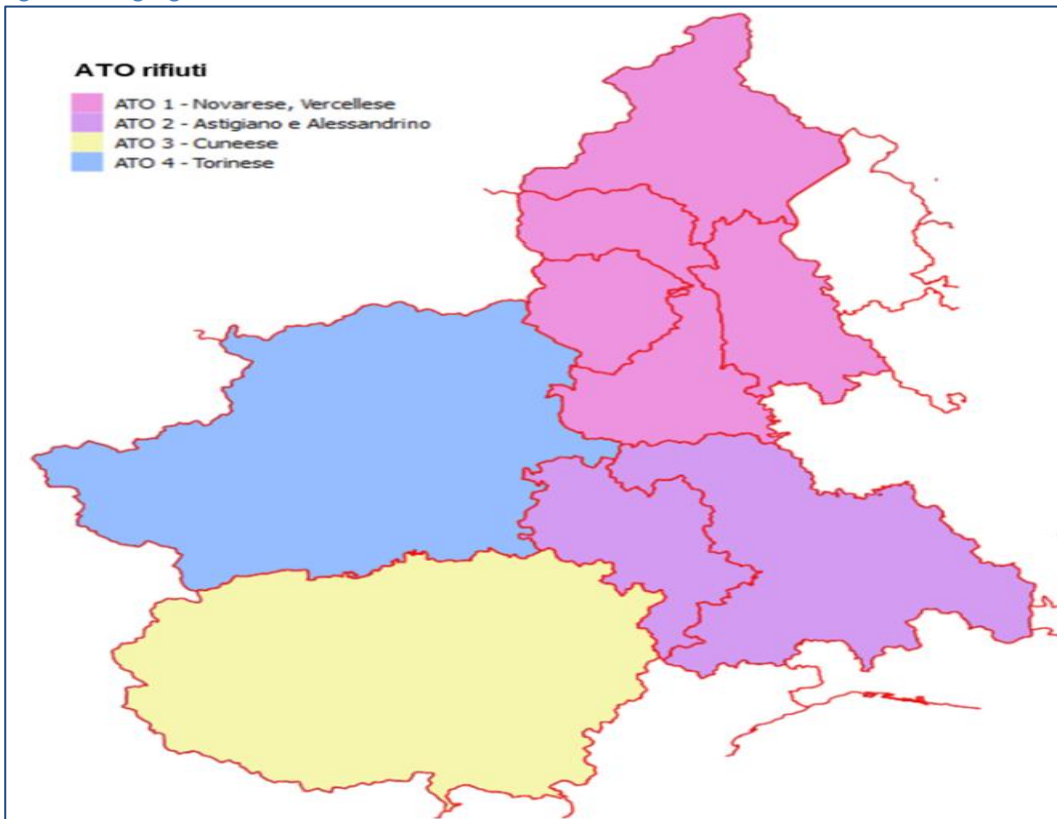 ATO rifiuti
ATO 1 - Novarese, Vercellese
ATO 2 - Astigiano e Alessandrino
ATO 3 - Cuneese
ATO 4 - Torinese